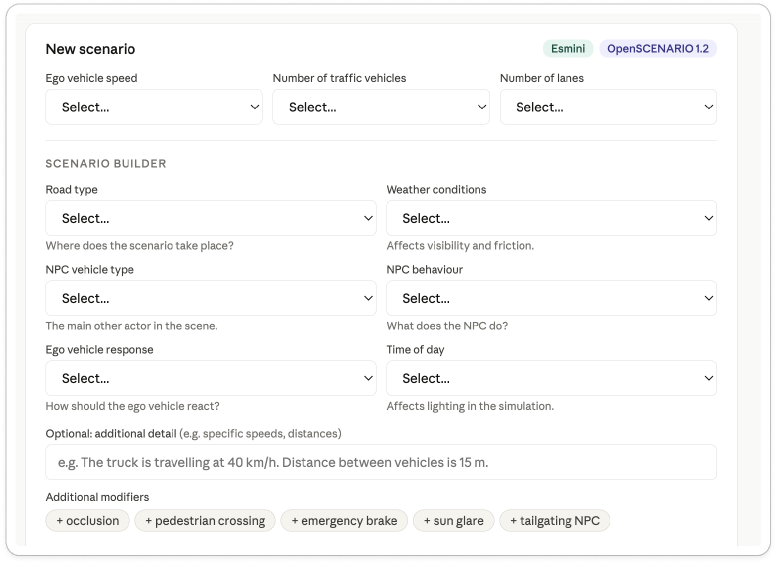 New scenario Esmini OpenSCENARIO 1.2
Ego vehicle speed Number of traffic vehicles Number of lanes
Select... Select... Select...
SCENARIO BUILDER
Road type Weather conditions
Select... Select...
Where does the scenario take place? Affects visibility and friction.
NPC vehicle type NPC behaviour
Select... Select...
The main other actor in the scene. What does the NPC do?
Ego vehicle response Time of day
Select... Select...
How should the ego vehicle react? Affects lighting in the simulation.
Optional: additional detail (e.g. specific speeds, distances)
e.g. The truck is travelling at 40 km/h. Distance between vehicles is 15 m.
Additional modifiers
+ occlusion + pedestrian crossing + emergency brake + sun glare + tailgating NPC